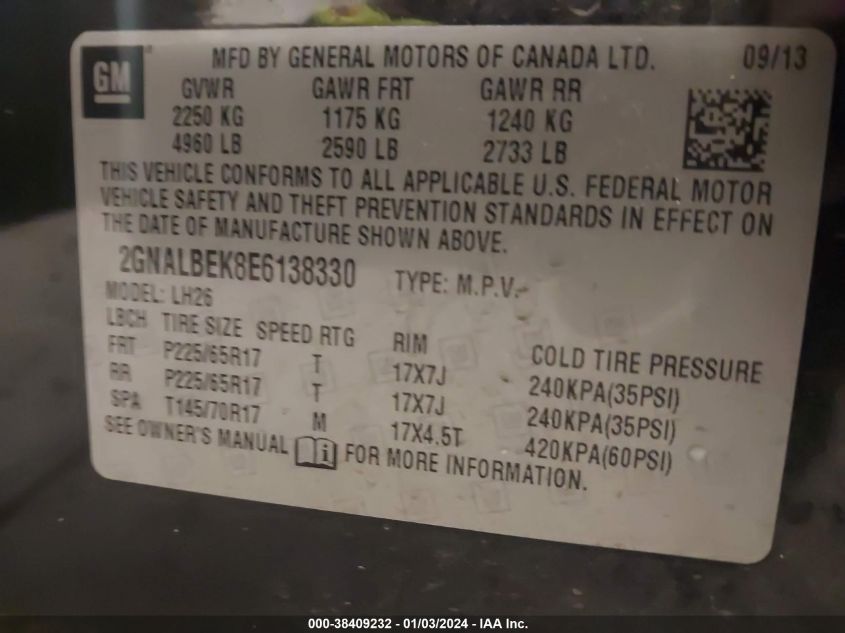 GM
MFD BY GENERAL MOTORS OF CANADA LTD. 09/13
GVWR GAWR FRT GAWR RR
2250 KG 1175 KG 1240 KG
4960 LB 2590 LB 2733 LB
THIS VEHICLE CONFORMS TO ALL APPLICABLE U.S. FEDERAL MOTOR
VEHICLE SAFETY AND THEFT PREVENTION STANDARDS IN EFFECT ON
THE DATE OF MANUFACTURE SHOWN ABOVE.
2GNALBEK8E6138330 TYPE: M.P.V.
MODEL: LH26
LBCH TIRE SIZE SPEED RTG RIM COLD TIRE PRESSURE
FRT P225/65R17 T 17X7J 240KPA(35PSI)
RR P225/65R17 T 17X7J 240KPA(35PSI)
SPA T145/70R17 M 17X4.5T 420KPA(60PSI)
SEE OWNER'S MANUAL i FOR MORE INFORMATION.
000-38409232 - 01/03/2024 - IAA Inc.